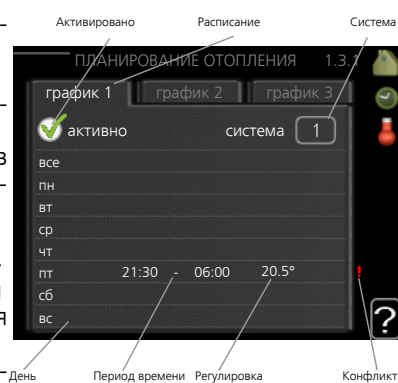 Активировано Расписание Система
ПЛАНИРОВАНИЕ ОТОПЛЕНИЯ 1.3.1
график 1 график 2 график 3
активно система 1
все
пн
вт
ср
чт
пт 21:30 - 06:00 20.5°
сб
вс
?
День Период времени Регулировка Конфликт